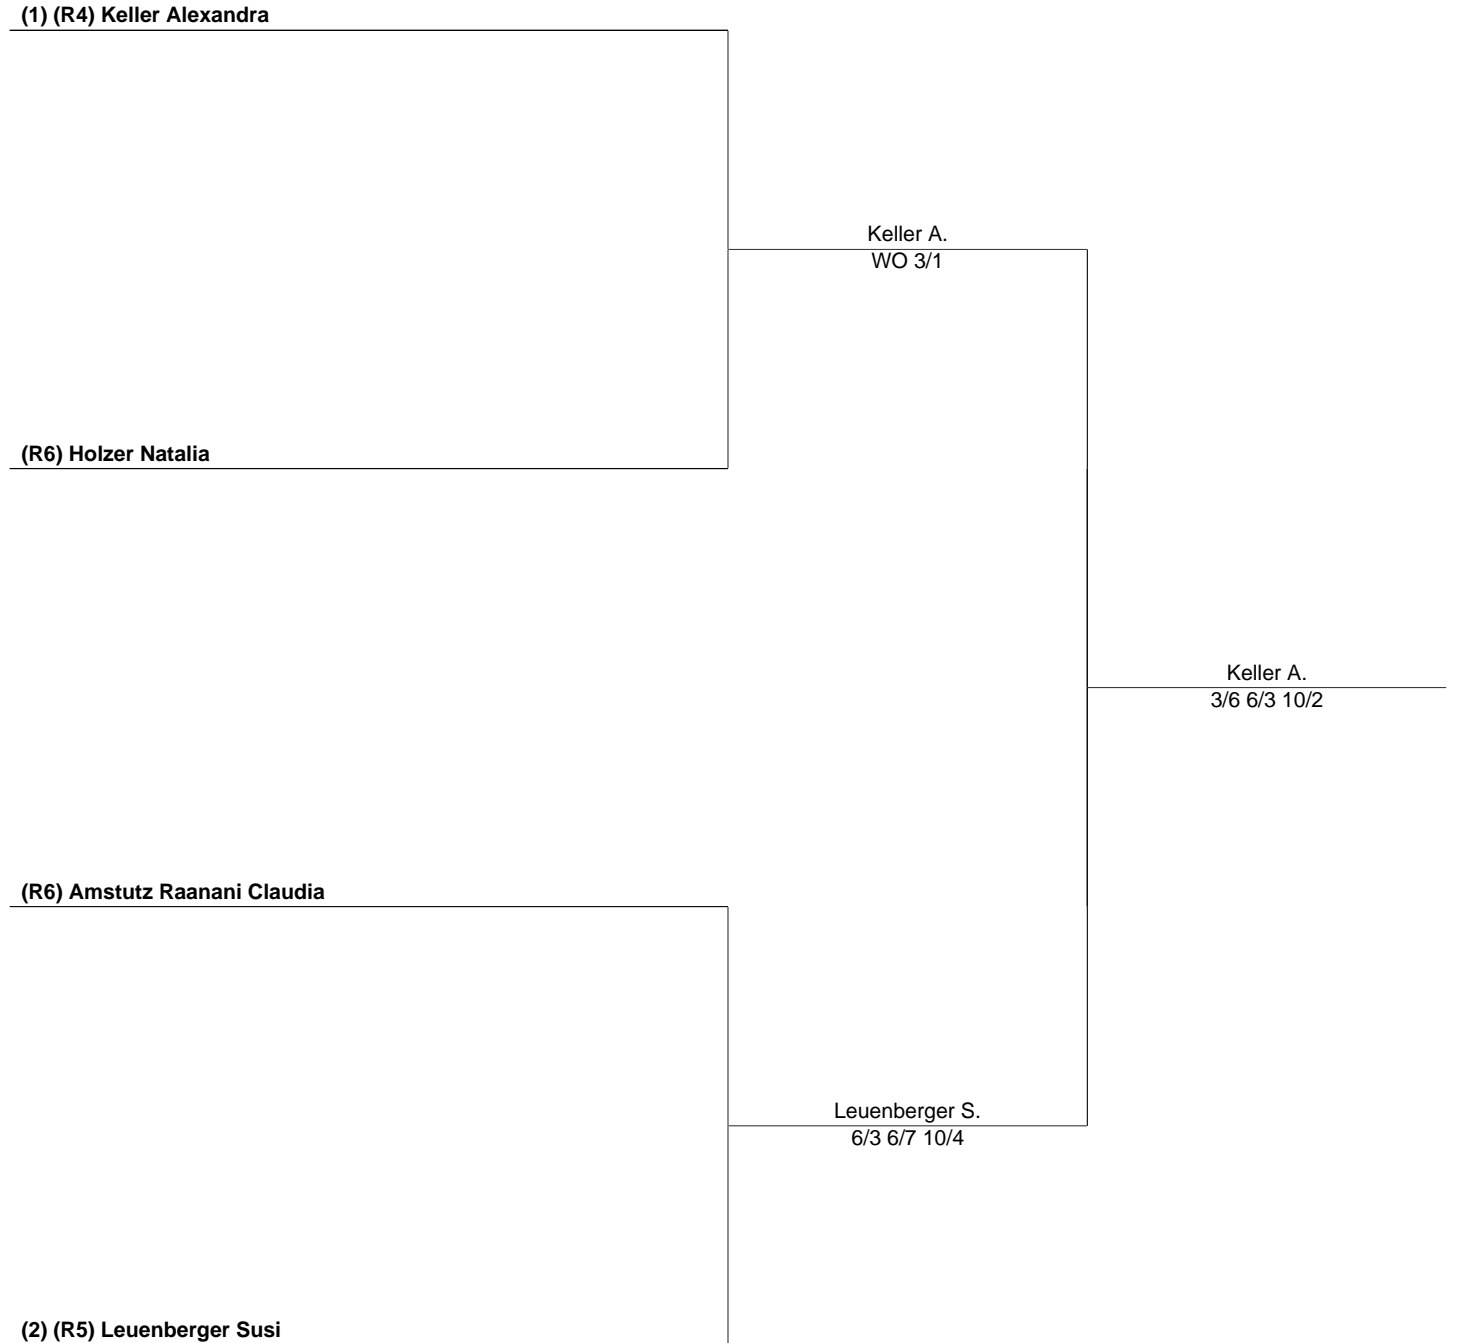 (1) (R4) Keller Alexandra
Keller A.
WO 3/1
(R6) Holzer Natalia
Keller A.
3/6 6/3 10/2
(R6) Amstutz Raanani Claudia
Leuenberger S.
6/3 6/7 10/4
(2) (R5) Leuenberger Susi